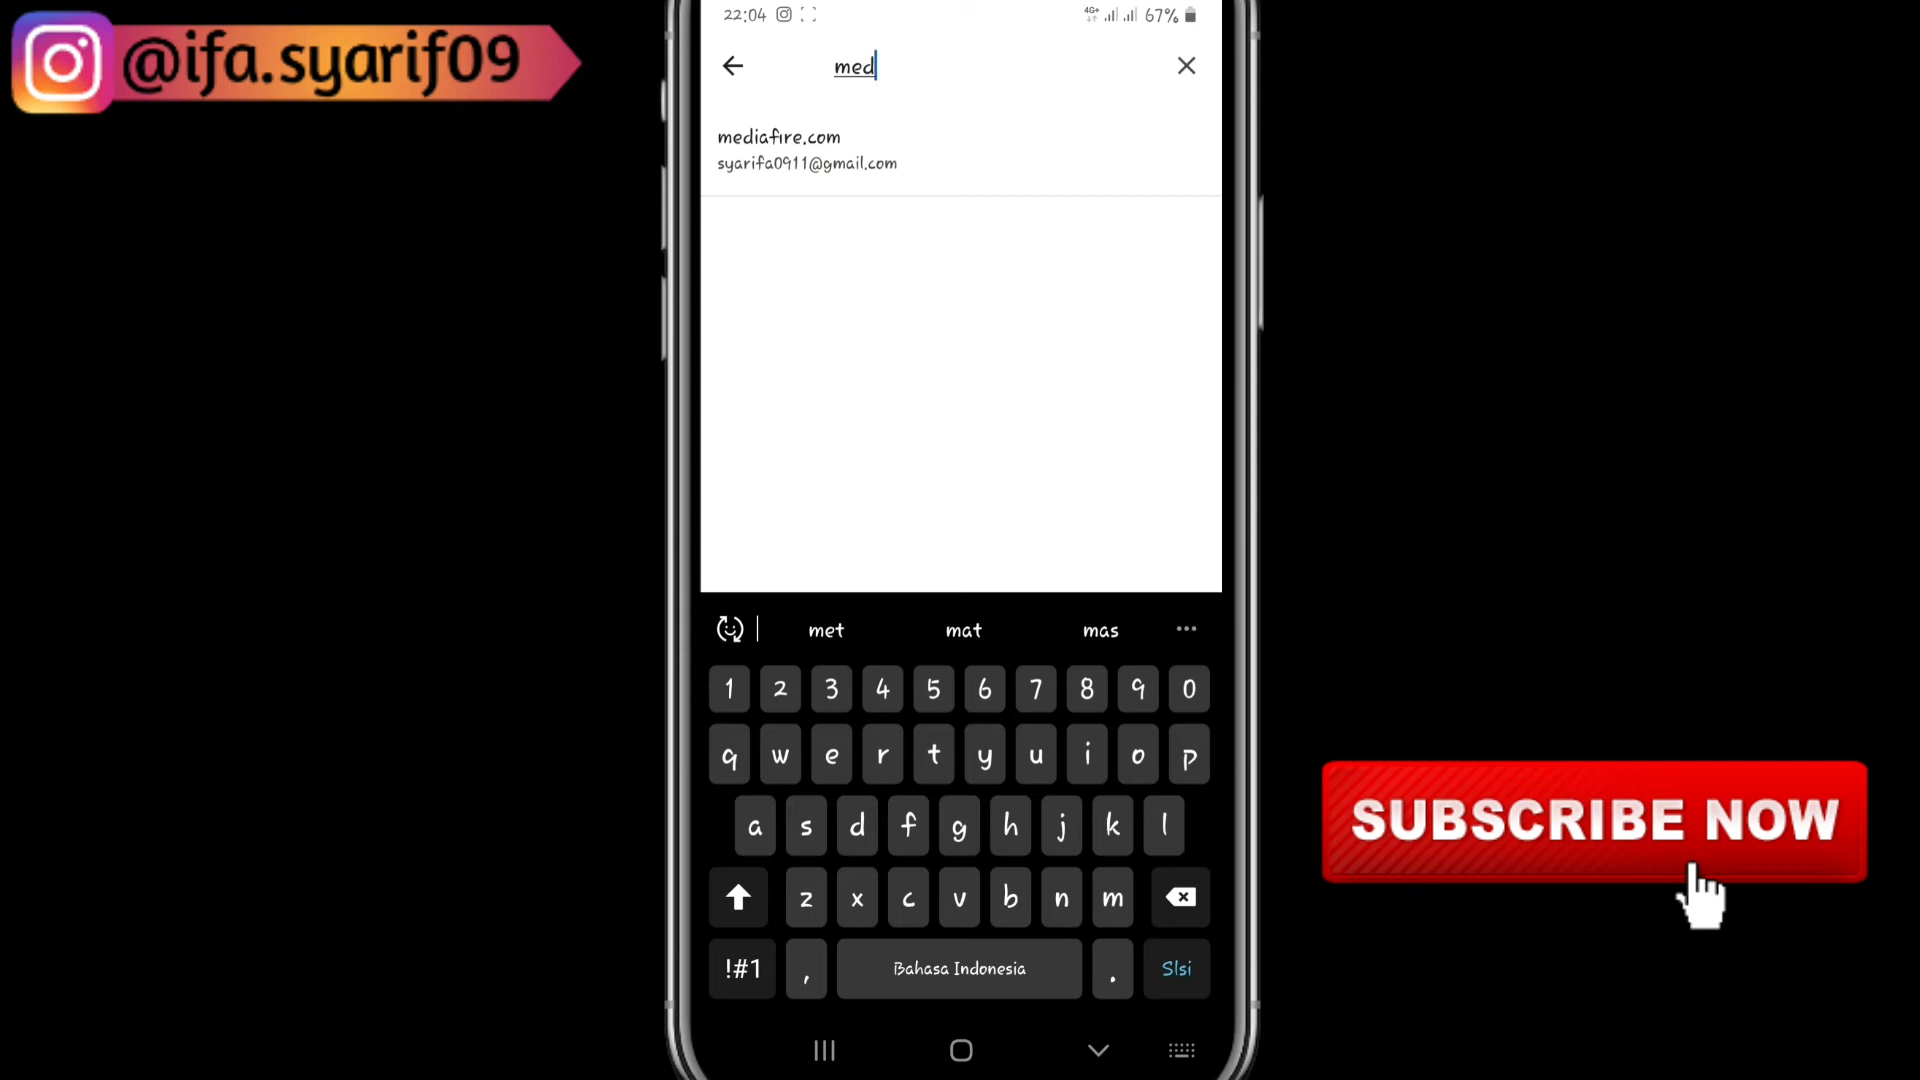 @ifa.syarif09
22:04
4G+ 67%
med
mediafire.com
syarifa0911@gmail.com
met mat mas
1 2 3 4 5 6 7 8 9 0
q w e r t y u i o p
a s d f g h j k l
z x c v b n m
!#1 , Bahasa Indonesia . Slsi
SUBSCRIBE NOW